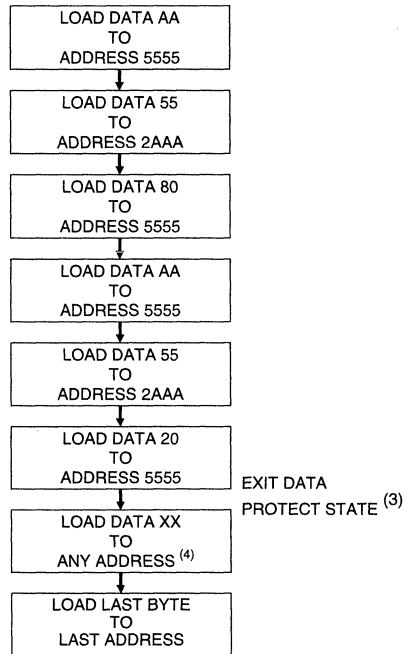 LOAD DATA AA
TO
ADDRESS 5555
LOAD DATA 55
TO
ADDRESS 2AAA
LOAD DATA 80
TO
ADDRESS 5555
LOAD DATA AA
TO
ADDRESS 5555
LOAD DATA 55
TO
ADDRESS 2AAA
LOAD DATA 20
TO
ADDRESS 5555
EXIT DATA
PROTECT STATE (3)
LOAD DATA XX
TO
ANY ADDRESS (4)
LOAD LAST BYTE
TO
LAST ADDRESS